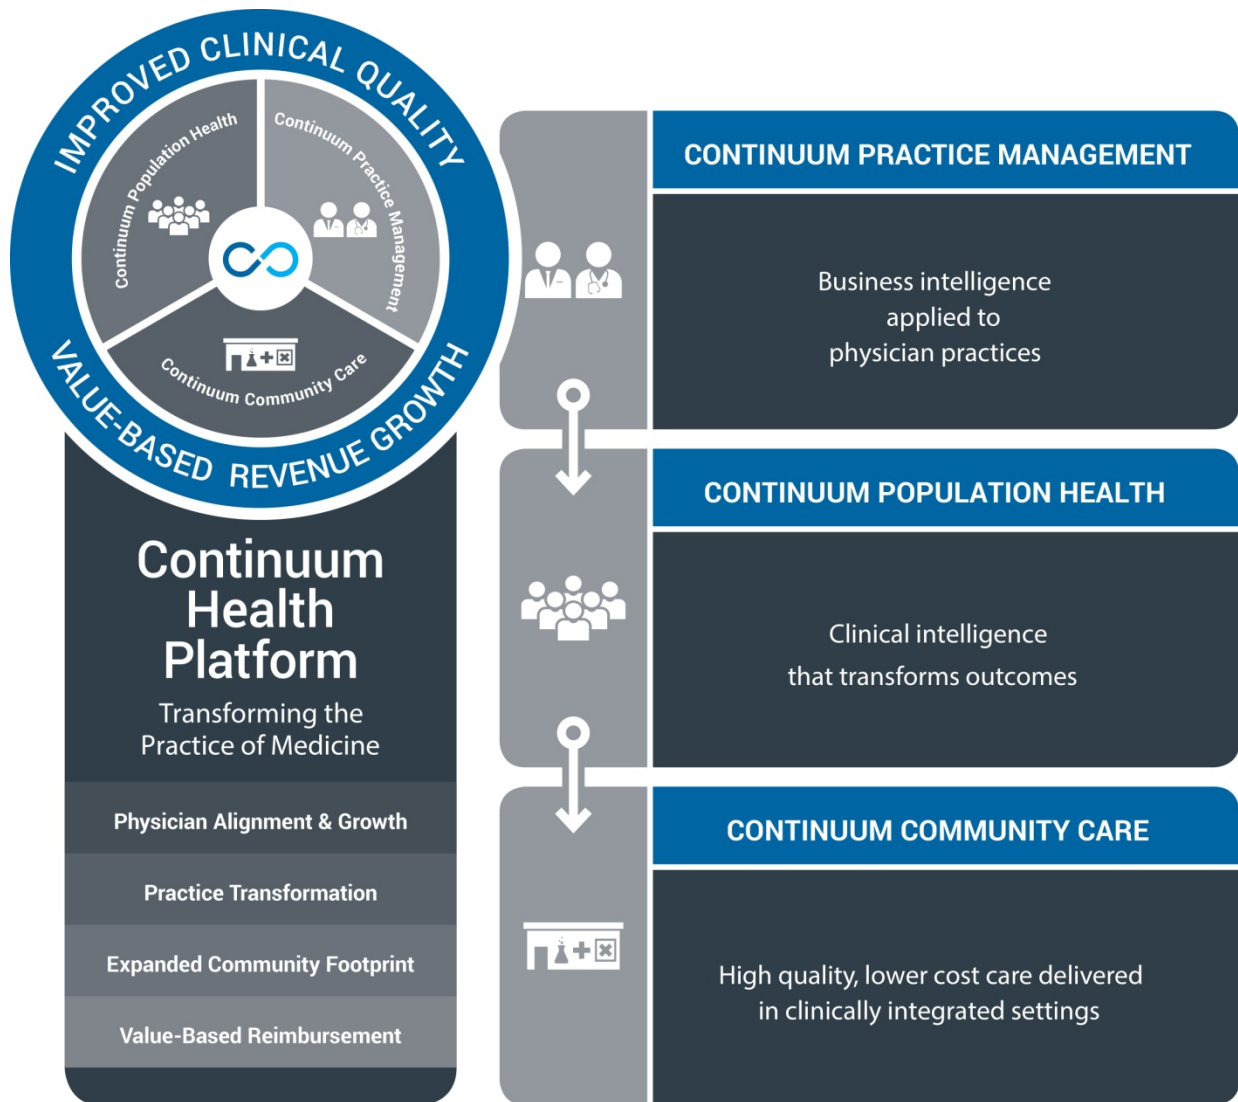 IMPROVED CLINICAL QUALITY
Continuum Population Health
Continuum Practice Management
Continuum Community Care
VALUE-BASED REVENUE GROWTH
Continuum
Health
Platform
Transforming the
Practice of Medicine
Physician Alignment & Growth
Practice Transformation
Expanded Community Footprint
Value-Based Reimbursement
CONTINUUM PRACTICE MANAGEMENT
Business intelligence
applied to
physician practices
CONTINUUM POPULATION HEALTH
Clinical intelligence
that transforms outcomes
CONTINUUM COMMUNITY CARE
High quality, lower cost care delivered
in clinically integrated settings